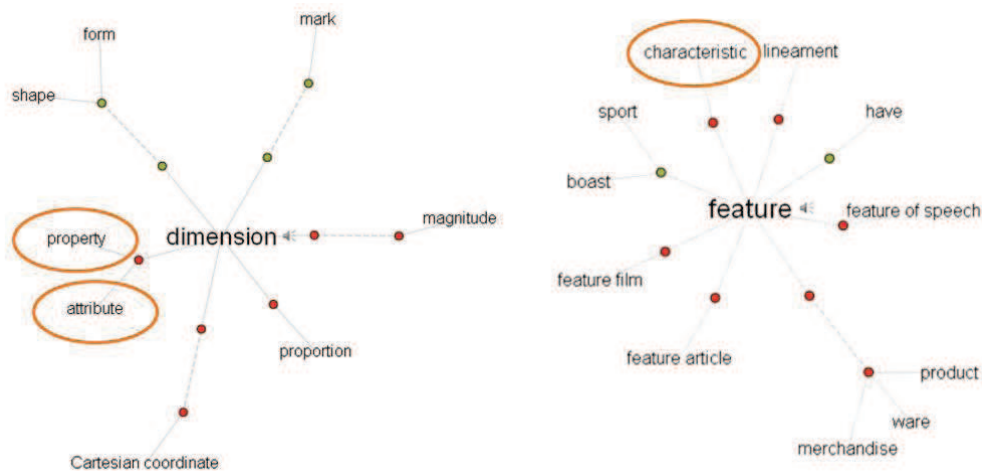 mark
form
shape
property
dimension
magnitude
attribute
proportion
Cartesian coordinate
characteristic
lineament
sport
have
boast
feature
feature of speech
feature film
feature article
product
ware
merchandise